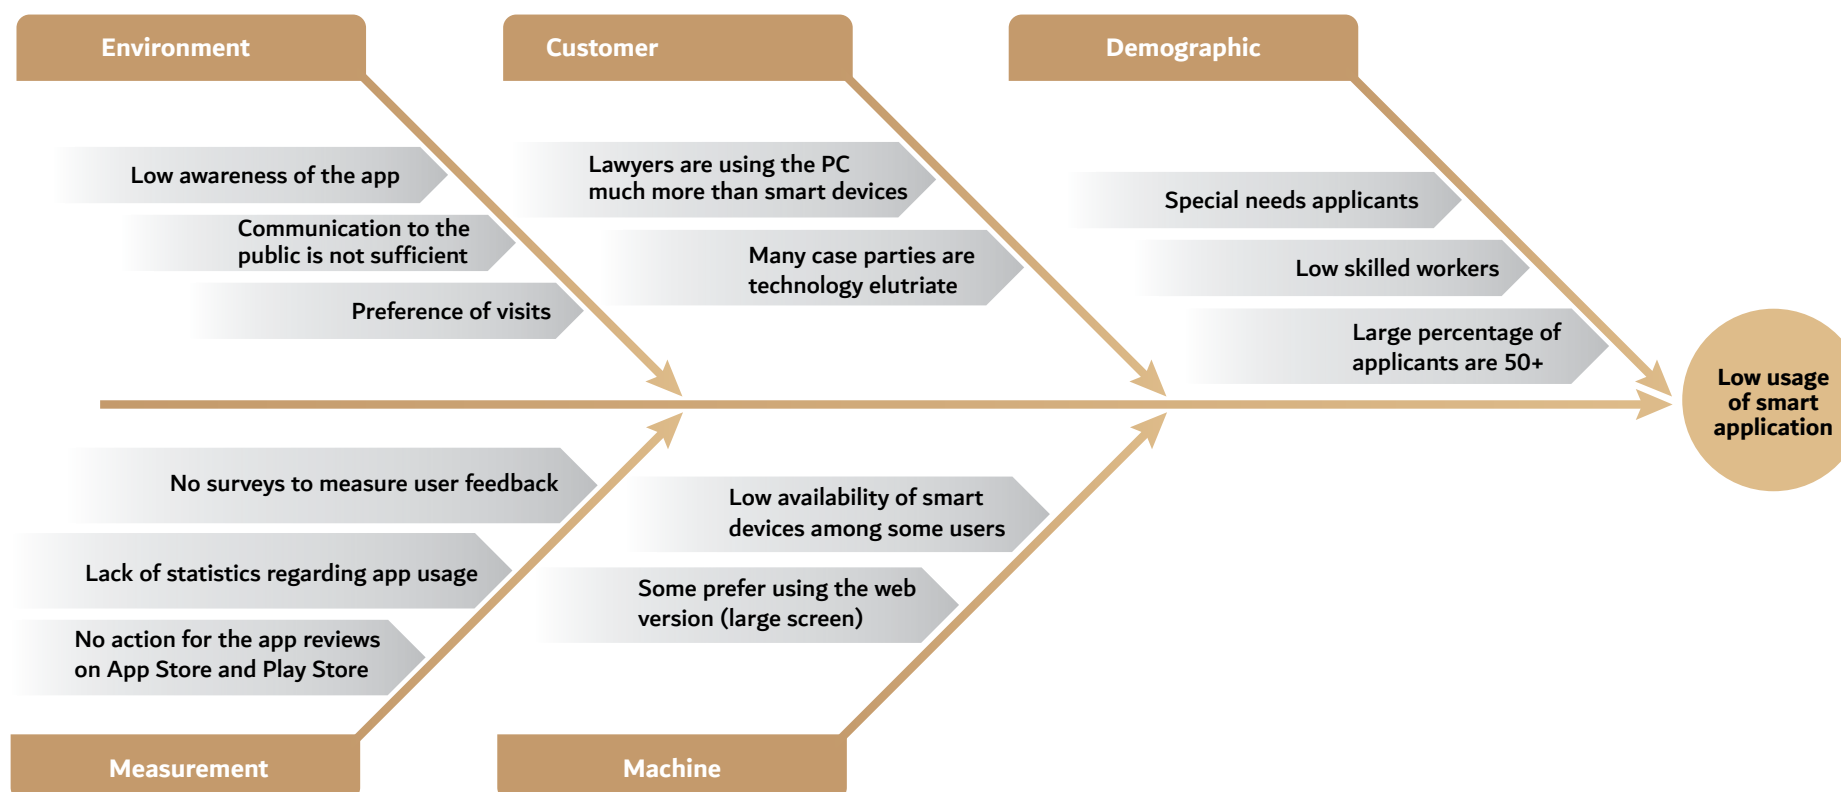 Environment
Low awareness of the app
Communication to the
public is not sufficient
Preference of visits
Customer
Lawyers are using the PC
much more than smart devices
Many case parties are
technology elutriate
Demographic
Special needs applicants
Low skilled workers
Large percentage of
applicants are 50+
Low usage
of smart
application
No surveys to measure user feedback
Lack of statistics regarding app usage
No action for the app reviews
on App Store and Play Store
Measurement
Low availability of smart
devices among some users
Some prefer using the web
version (large screen)
Machine